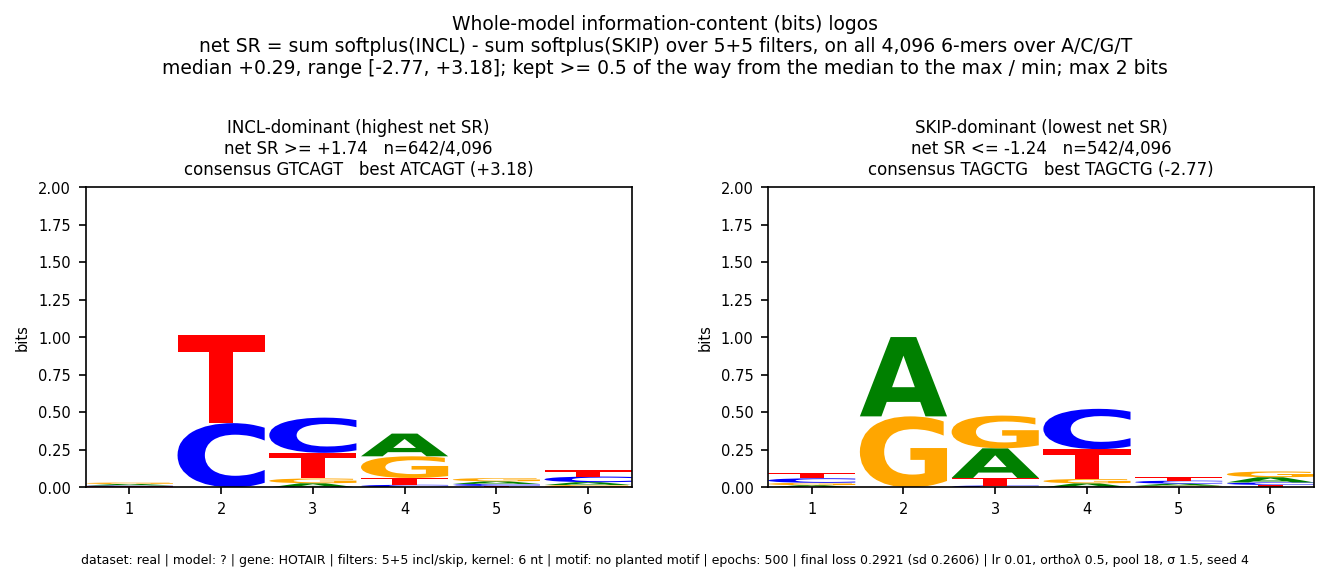 Whole-model information-content (bits) logos
net SR = sum softplus(INCL) - sum softplus(SKIP) over 5+5 filters, on all 4,096 6-mers over A/C/G/T
median +0.29, range [-2.77, +3.18]; kept >= 0.5 of the way from the median to the max / min; max 2 bits
INCL-dominant (highest net SR)
net SR >= +1.74   n=642/4,096
consensus GTCAGT   best ATCAGT (+3.18)
2.00
1.75
1.50
1.25
1.00
0.75
0.50
0.25
0.00
bits
T
C
C
T
A
G
T
1 2 3 4 5 6
SKIP-dominant (lowest net SR)
net SR <= -1.24   n=542/4,096
consensus TAGCTG   best TAGCTG (-2.77)
2.00
1.75
1.50
1.25
1.00
0.75
0.50
0.25
0.00
bits
A
G
G
A
T
C
T
1 2 3 4 5 6
dataset: real | model: ? | gene: HOTAIR | filters: 5+5 incl/skip, kernel: 6 nt | motif: no planted motif | epochs: 500 | final loss 0.2921 (sd 0.2606) | lr 0.01, orthoλ 0.5, pool 18, σ 1.5, seed 4